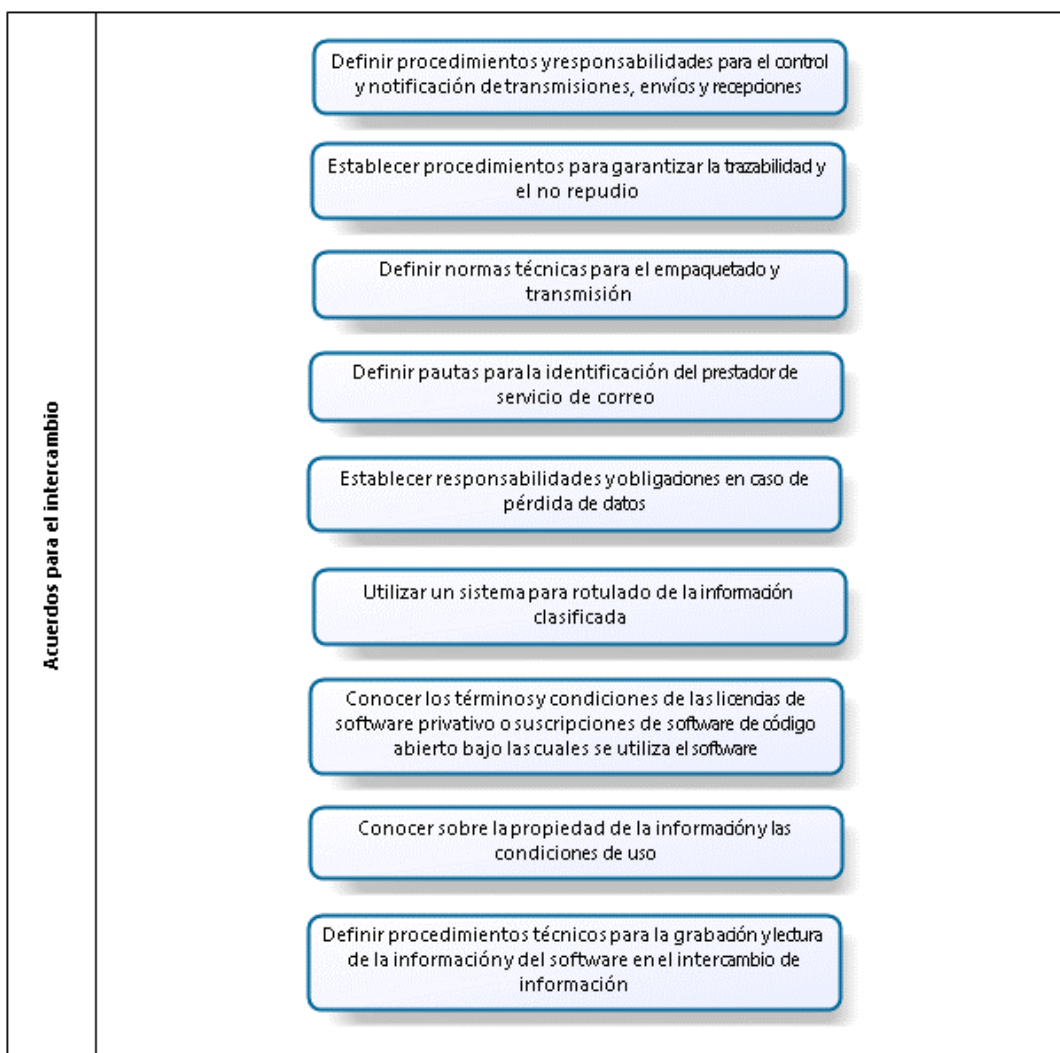 Acuerdos para el intercambio
Definir procedimientos y responsabilidades para el control
y notificación de transmisiones, envíos y recepciones
Establecer procedimientos para garantizar la trazabilidad y
el no repudio
Definir normas técnicas para el empaquetado y
transmisión
Definir pautas para la identificación del prestador de
servicio de correo
Establecer responsabilidades y obligaciones en caso de
pérdida de datos
Utilizar un sistema para rotulado de la información
clasificada
Conocer los términos y condiciones de las licencias de
software privativo o suscripciones de software de código
abierto bajo las cuales se utiliza el software
Conocer sobre la propiedad de la información y las
condiciones de uso
Definir procedimientos técnicos para la grabación y lectura
de la información y del software en el intercambio de
información